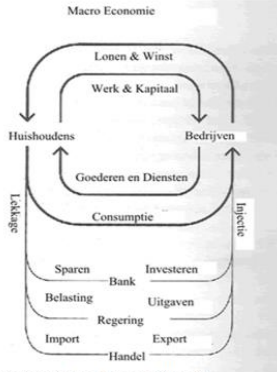 Macro Economie
Lonen & Winst
Werk & Kapitaal
Huishoudens
Bedrijven
Goederen en Diensten
Consumptie
Lekkage
Injectie
Sparen
Investeren
Bank
Belasting
Uitgaven
Regering
Import
Export
Handel